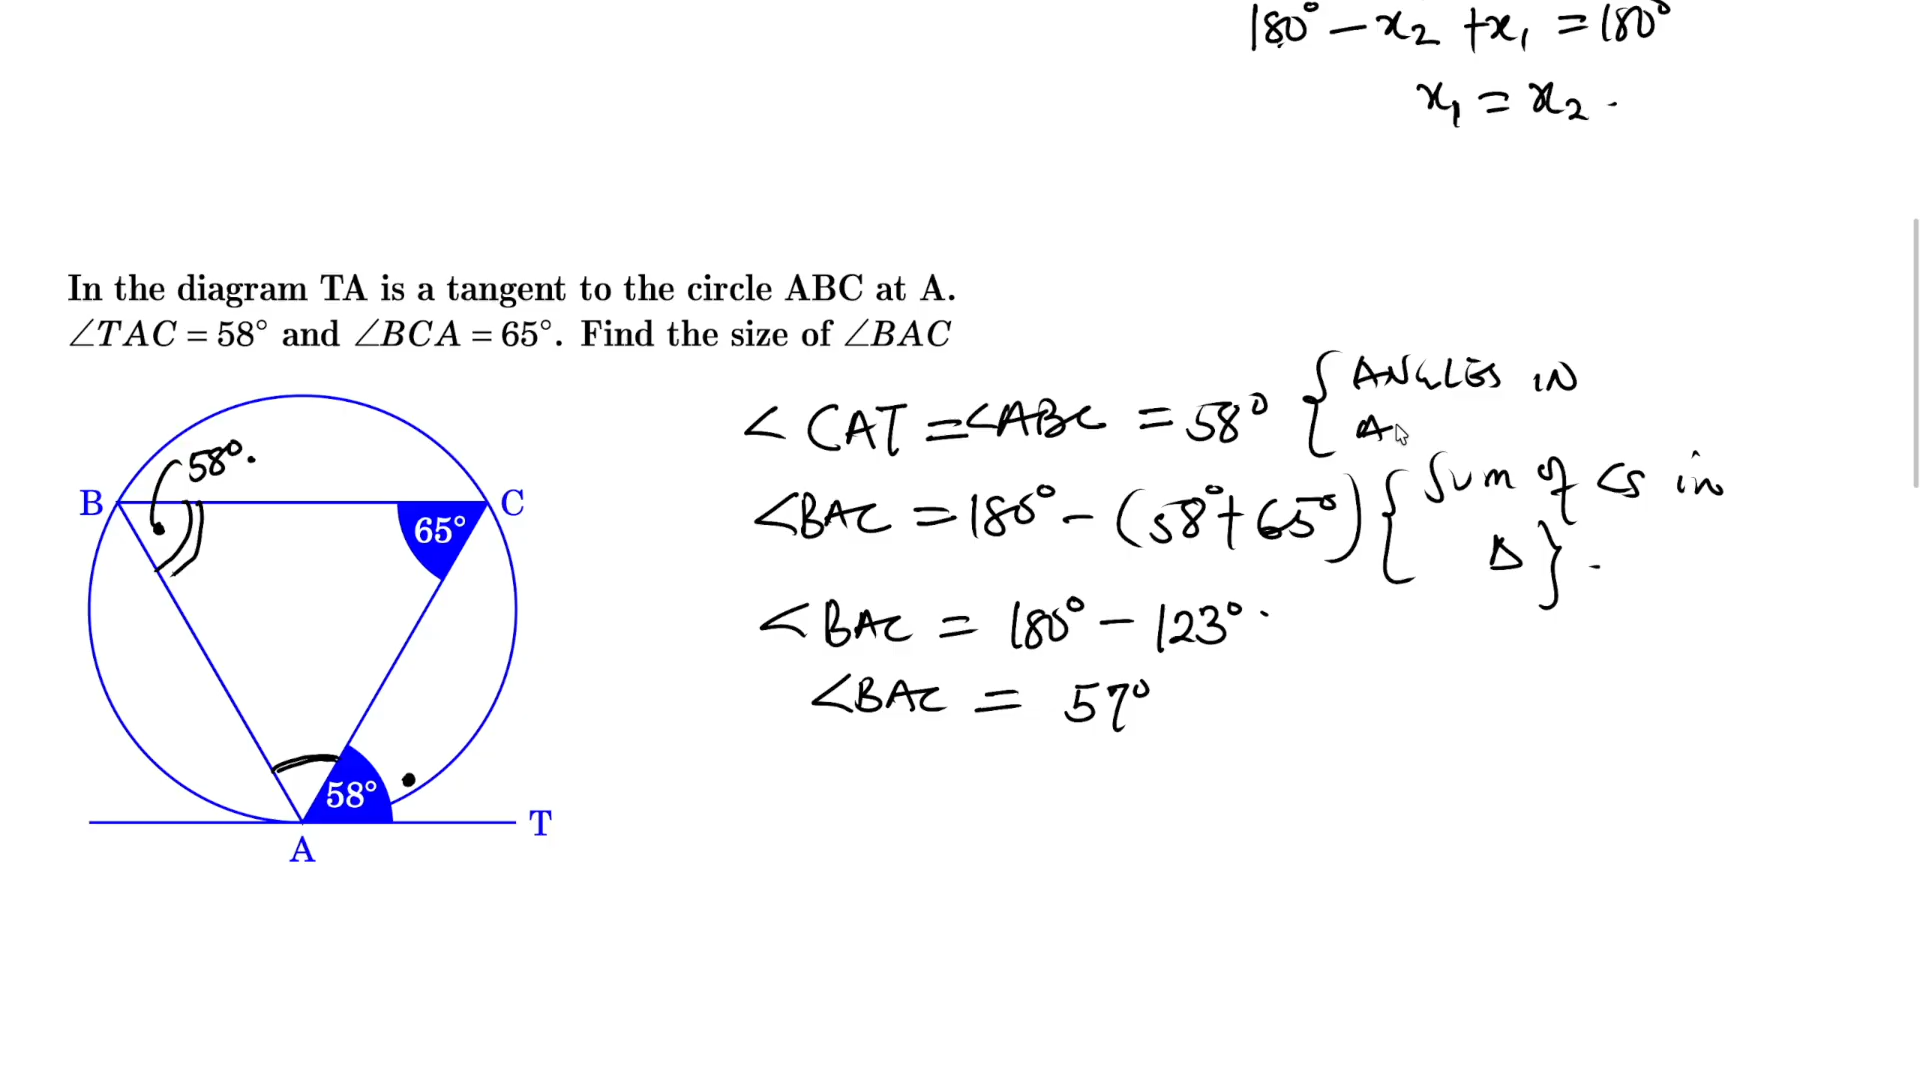 180° - x₂ + x₁ = 180°
x₁ = x₂ .
In the diagram TA is a tangent to the circle ABC at A.
∠TAC = 58° and ∠BCA = 65°. Find the size of ∠BAC
< CAT = <ABC = 58° { ANGLES IN
A
<BAC = 180° - (58° + 65°) { Sum of <s in
Δ } .
< BAC = 180° - 123° .
<BAC = 57°
58°.
B
C
65°
58°
T
A